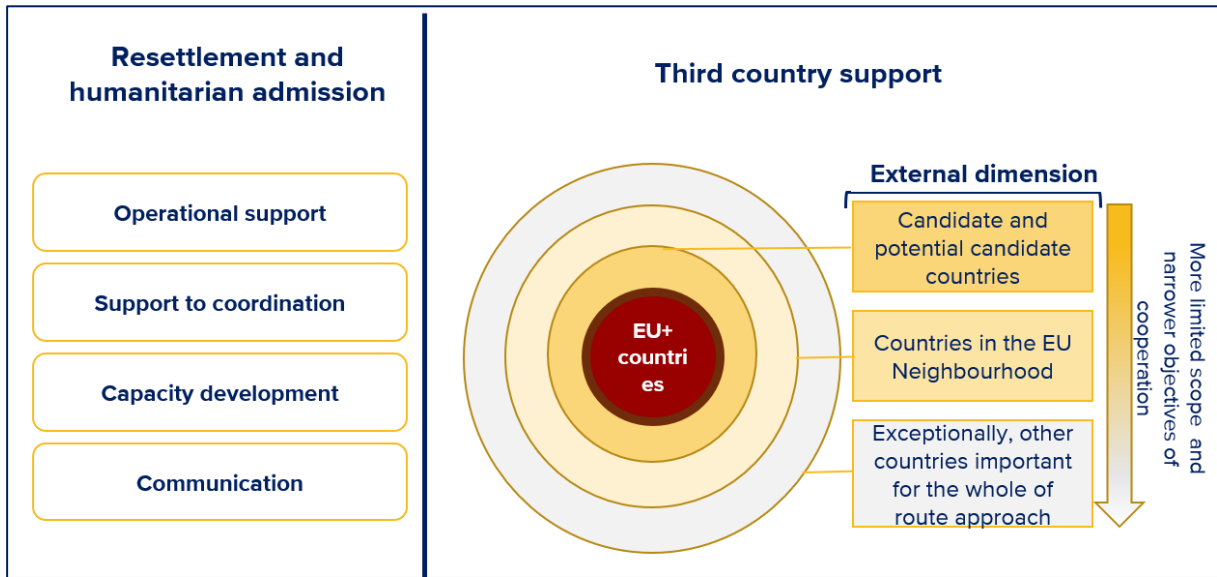 Resettlement and
humanitarian admission
Operational support
Support to coordination
Capacity development
Communication
Third country support
EU+
countri
es
External dimension
Candidate and
potential candidate
countries
Countries in the EU
Neighbourhood
Exceptionally, other
countries important
for the whole of
route approach
More limited scope and
narrower objectives of
cooperation